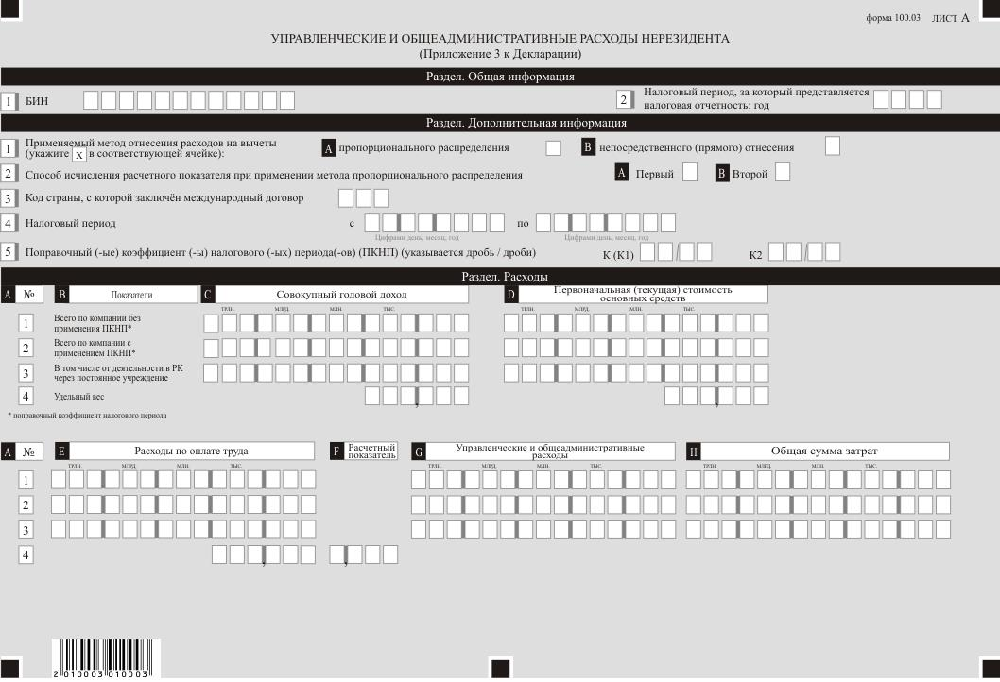 форма 100.03 ЛИСТ А
УПРАВЛЕНЧЕСКИЕ И ОБЩЕАДМИНИСТРАТИВНЫЕ РАСХОДЫ НЕРЕЗИДЕНТА
(Приложение 3 к Декларации)
Раздел. Общая информация
1 БИН
2 Налоговый период, за который представляется
налоговая отчетность: год
Раздел. Дополнительная информация
1 Применяемый метод отнесения расходов на вычеты
(укажите X в соответствующей ячейке):
A пропорционального распределения
B непосредственного (прямого) отнесения
2 Способ исчисления расчетного показателя при применении метода пропорционального распределения
A Первый B Второй
3 Код страны, с которой заключён международный договор
4 Налоговый период с по
Цифрами день, месяц, год Цифрами день, месяц, год
5 Поправочный (-ые) коэффициент (-ы) налогового (-ых) периода(-ов) (ПКНП) (указывается дробь / дроби) К (К1) / К2 /
Раздел. Расходы
A № B Показатели C Совокупный годовой доход D Первоначальная (текущая) стоимость
основных средств
ТРЛН. МЛРД. МЛН. ТЫС. ТРЛН. МЛРД. МЛН. ТЫС.
1 Всего по компании без
применения ПКНП*
2 Всего по компании с
применением ПКНП*
3 В том числе от деятельности в РК
через постоянное учреждение
4 Удельный вес , ,
* поправочный коэффициент налогового периода
A № E Расходы по оплате труда F Расчетный
показатель
G Управленческие и общеадминистративные
расходы
H Общая сумма затрат
ТРЛН. МЛРД. МЛН. ТЫС. ТРЛН. МЛРД. МЛН. ТЫС. ТРЛН. МЛРД. МЛН. ТЫС.
1
2
3
4 , ,
2 010003 010003